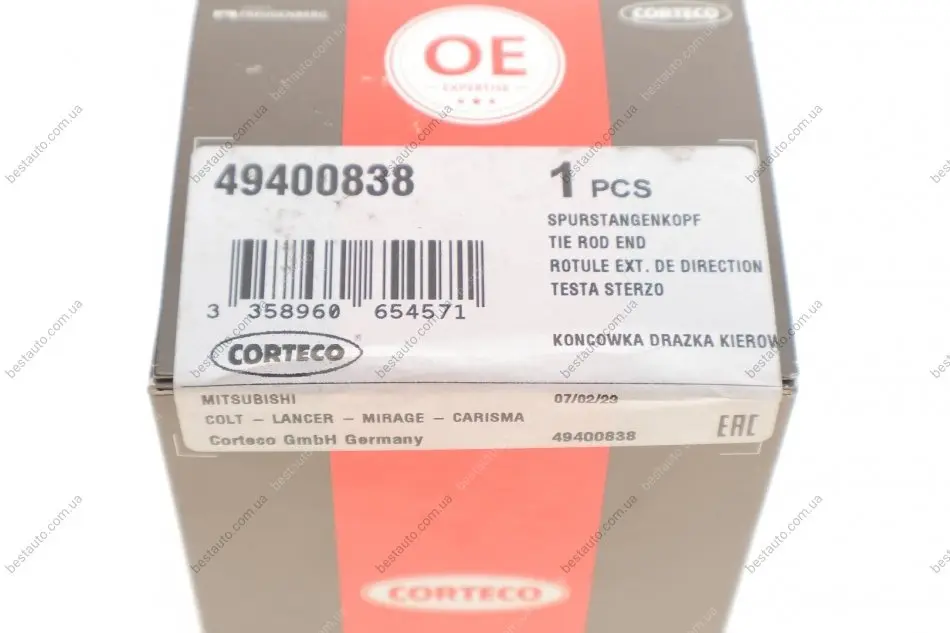 FREUDENBERG
CORTECO
OE
EXPERTISE
49400838
1 PCS
SPURSTANGENKOPF
TIE ROD END
ROTULE EXT. DE DIRECTION
TESTA STERZO
3 358960 654571
CORTECO
KONCOWKA DRAZKA KIEROW
MITSUBISHI
07/02/23
COLT - LANCER - MIRAGE - CARISMA
Corteco GmbH Germany
49400838
EAC
CORTECO
bestauto.com.ua